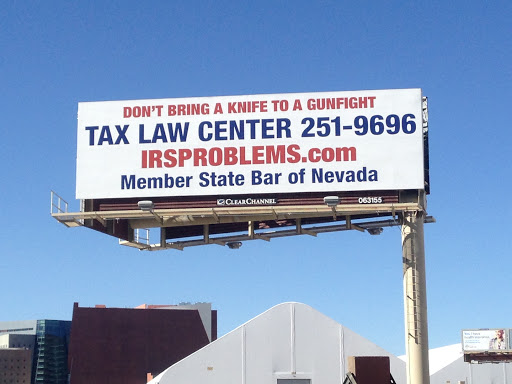 DON'T BRING A KNIFE TO A GUNFIGHT
TAX LAW CENTER 251-9696
IRSPROBLEMS.com
Member State Bar of Nevada
CLEARCHANNEL 063155